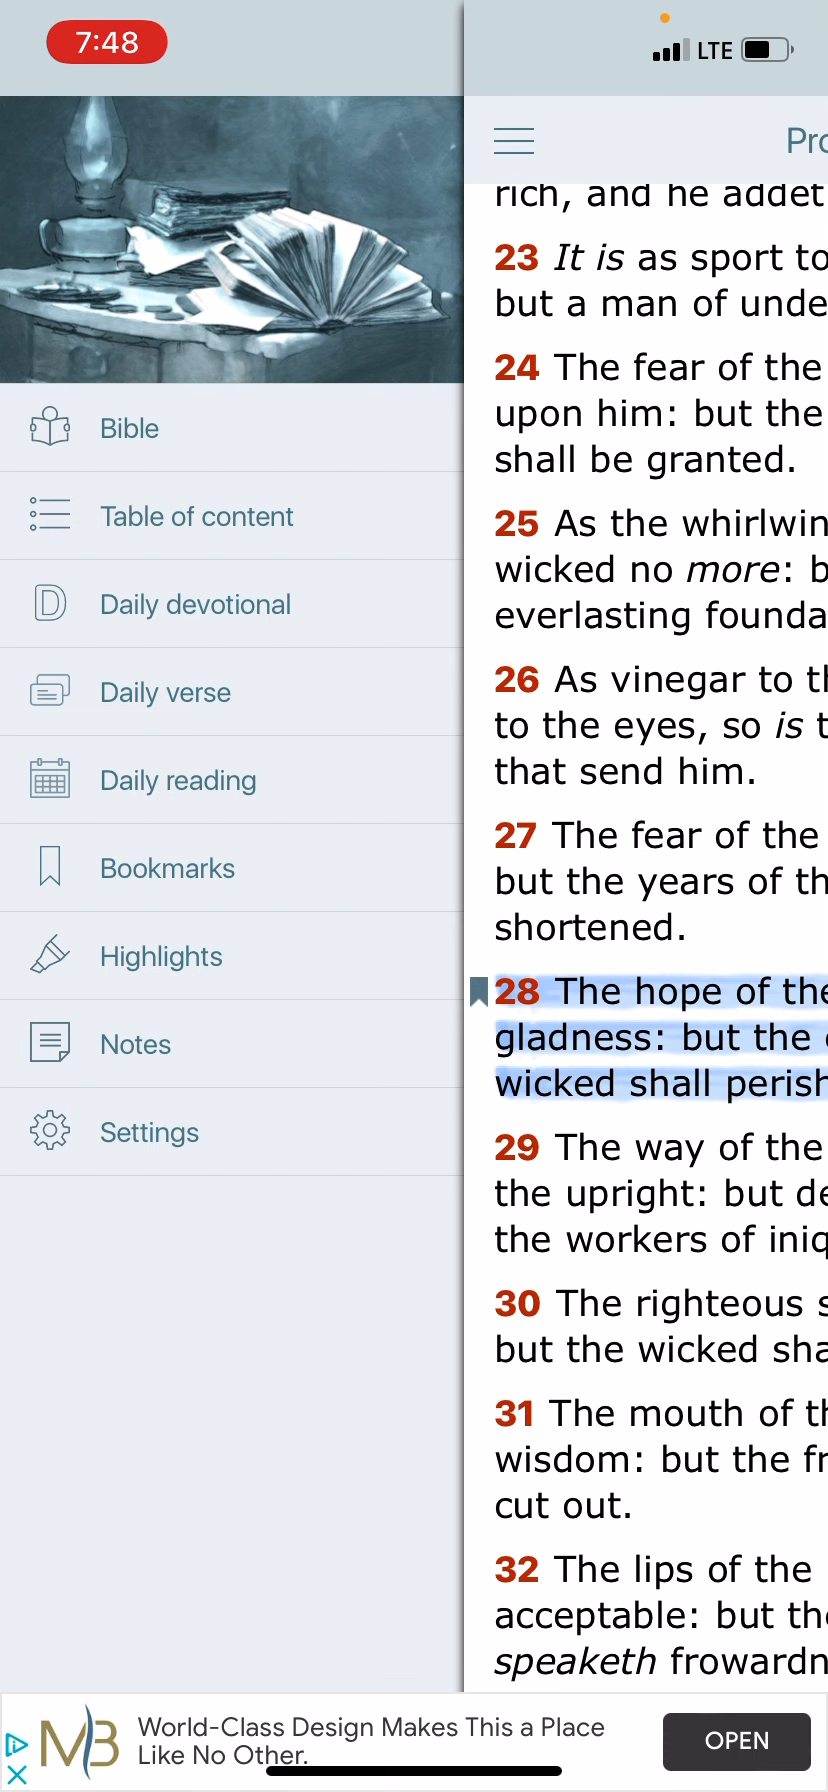 7:48
LTE
Bible
Table of content
Daily devotional
Daily verse
Daily reading
Bookmarks
Highlights
Notes
Settings
Pro
rich, and he addet
23 It is as sport to
but a man of unde
24 The fear of the
upon him: but the
shall be granted.
25 As the whirlwin
wicked no more: b
everlasting founda
26 As vinegar to th
to the eyes, so is t
that send him.
27 The fear of the
but the years of th
shortened.
28 The hope of the
gladness: but the
wicked shall perish
29 The way of the
the upright: but de
the workers of iniq
30 The righteous s
but the wicked sha
31 The mouth of th
wisdom: but the fr
cut out.
32 The lips of the
acceptable: but the
speaketh frowardn
MB
World-Class Design Makes This a Place
Like No Other.
OPEN